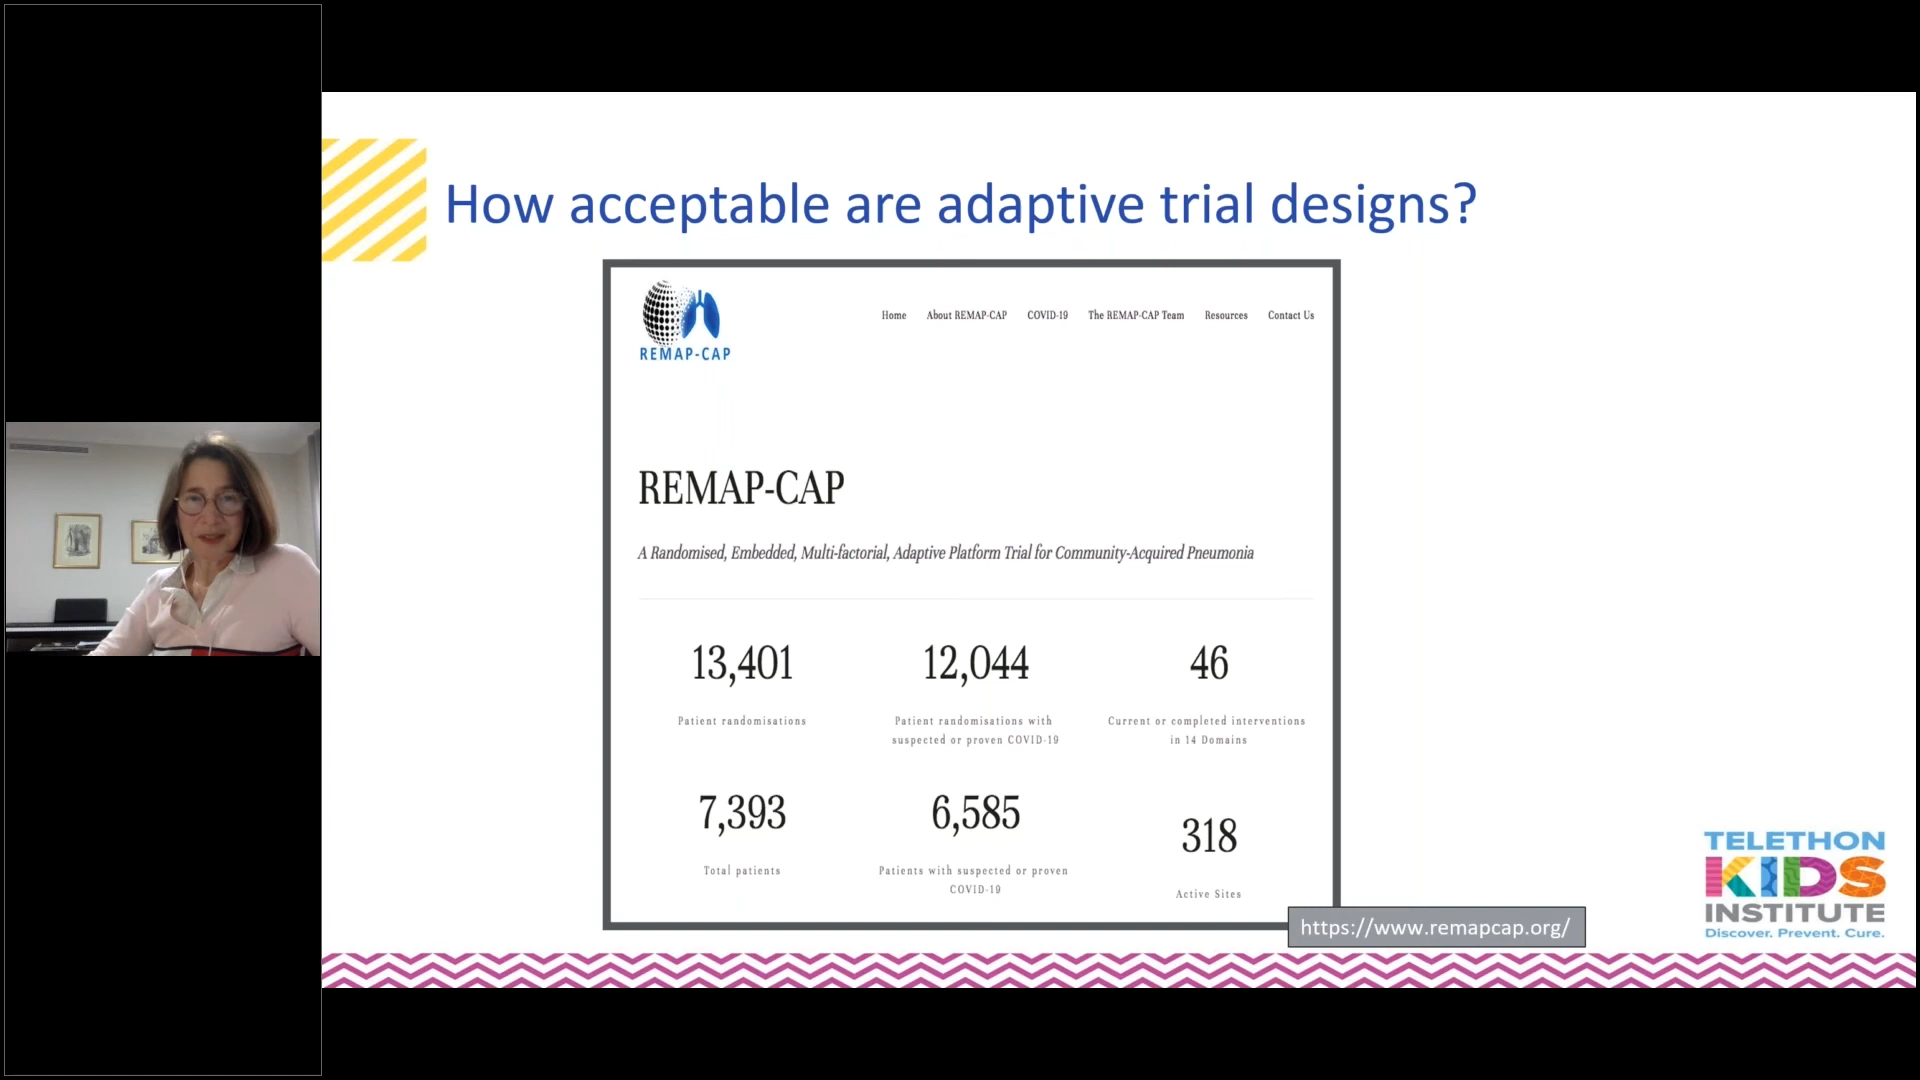 How acceptable are adaptive trial designs?
REMAP-CAP
Home About REMAP-CAP COVID-19 The REMAP-CAP Team Resources Contact Us
REMAP-CAP
A Randomised, Embedded, Multi-factorial, Adaptive Platform Trial for Community-Acquired Pneumonia
13,401
Patient randomisations
12,044
Patient randomisations with
suspected or proven COVID-19
46
Current or completed interventions
in 14 Domains
7,393
Total patients
6,585
Patients with suspected or proven
COVID-19
318
Active Sites
https://www.remapcap.org/
TELETHON
KIDS
INSTITUTE
Discover. Prevent. Cure.